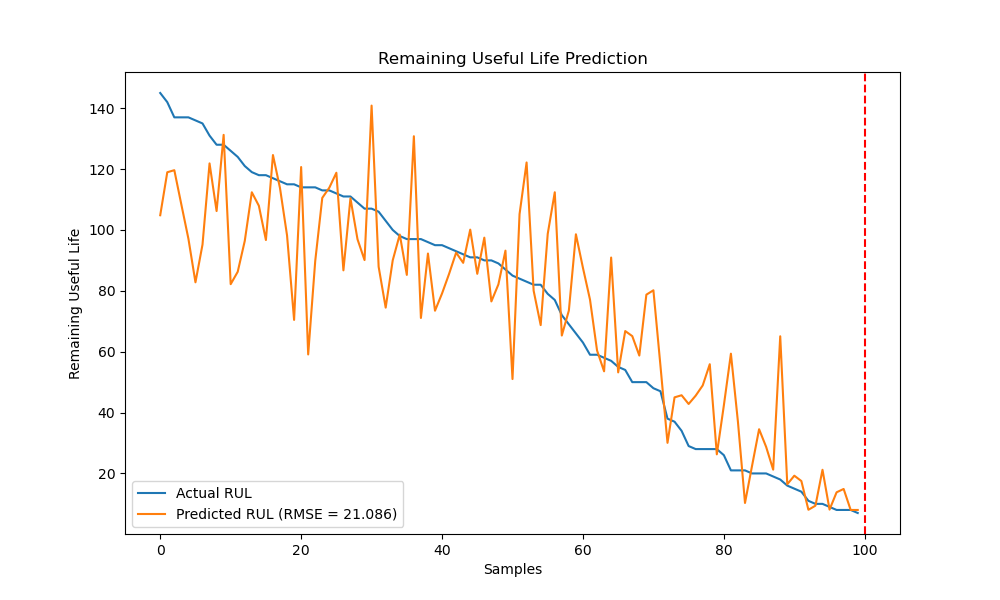 Remaining Useful Life Prediction
Remaining Useful Life
140
120
100
80
60
40
20
Actual RUL
Predicted RUL (RMSE = 21.086)
0
20
40
60
80
100
Samples